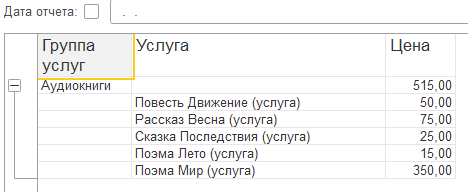 Дата отчета: . .
Группа услуг Услуга Цена
Аудиокниги 515,00
Повесть Движение (услуга) 50,00
Рассказ Весна (услуга) 75,00
Сказка Последствия (услуга) 25,00
Поэма Лето (услуга) 15,00
Поэма Мир (услуга) 350,00